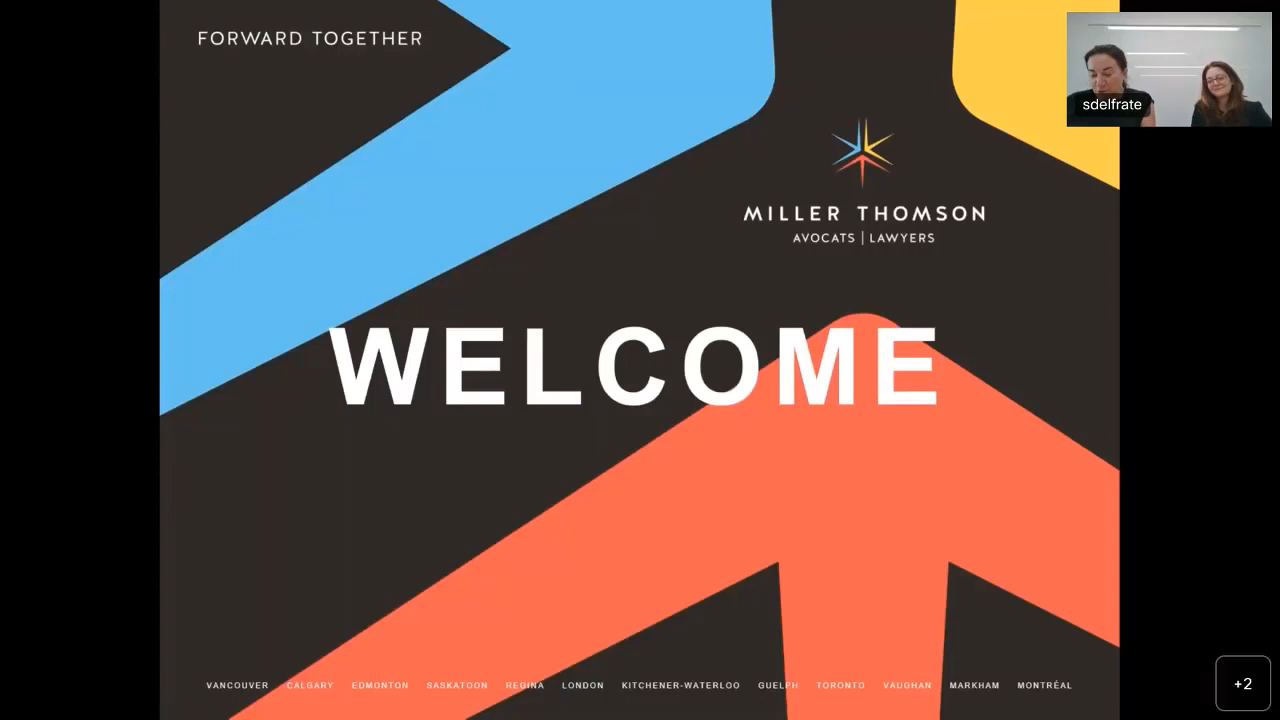 FORWARD TOGETHER
sdelfrate
MILLER THOMSON
AVOCATS | LAWYERS
WELCOME
VANCOUVER CALGARY EDMONTON SASKATOON REGINA LONDON KITCHENER-WATERLOO GUELPH TORONTO VAUGHAN MARKHAM MONTRÉAL
+2